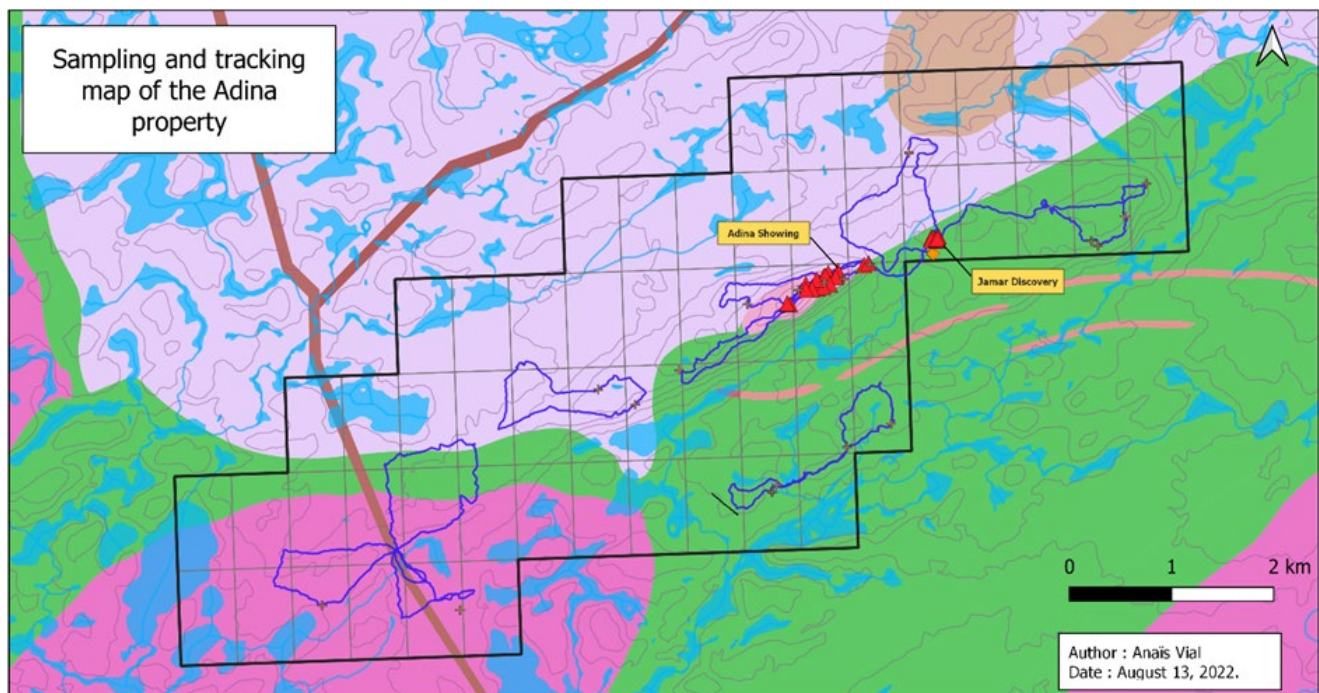 Sampling and tracking
map of the Adina
property
Adina Showing
Jamar Discovery
0 1 2 km
Author : Anaïs Vial
Date : August 13, 2022.